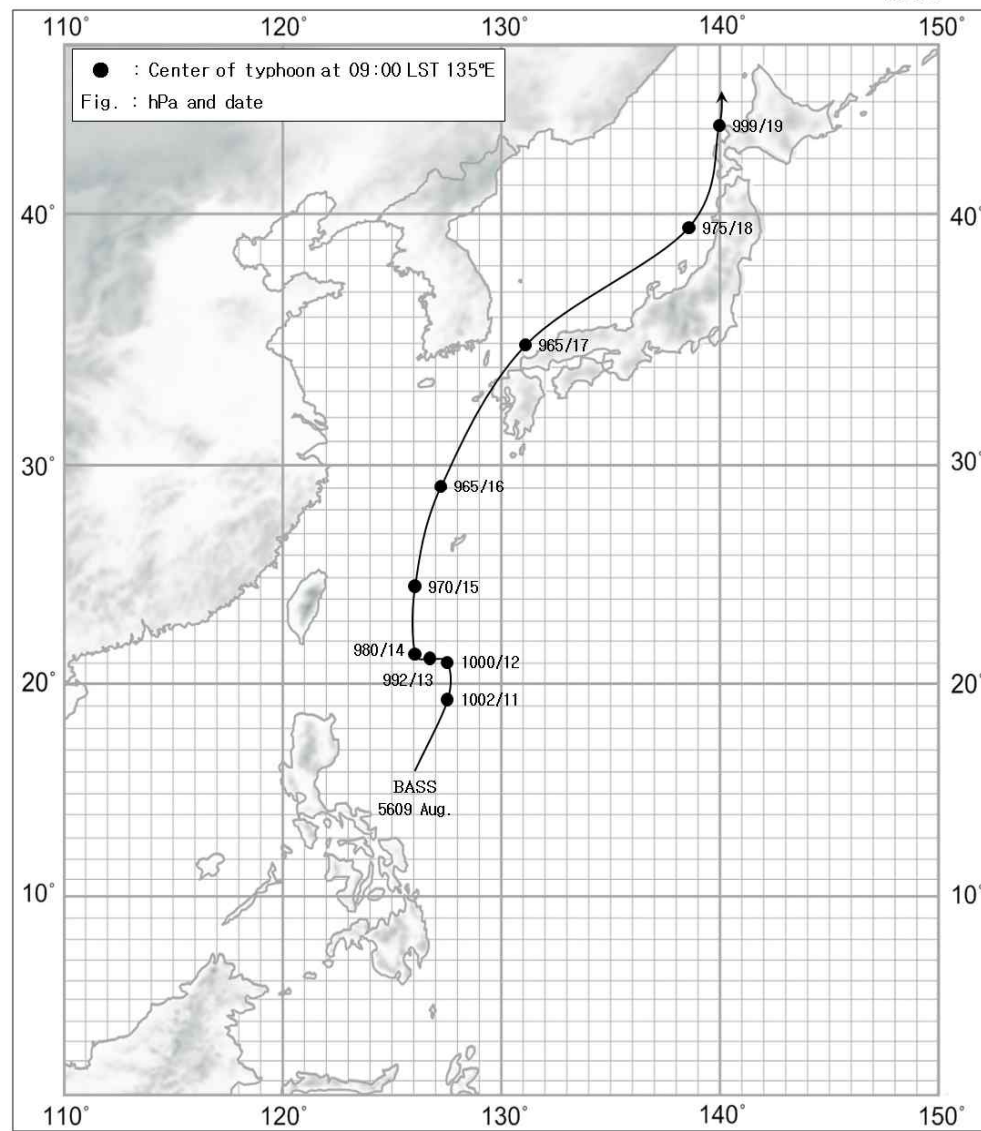 110° 120° 130° 140° 150°
● : Center of typhoon at 09:00 LST 135°E
Fig. : hPa and date
999/19
40° 40°
975/18
965/17
30° 30°
965/16
970/15
980/14
1000/12
992/13
20° 20°
1002/11
BASS
5609 Aug.
10° 10°
110° 120° 130° 140° 150°